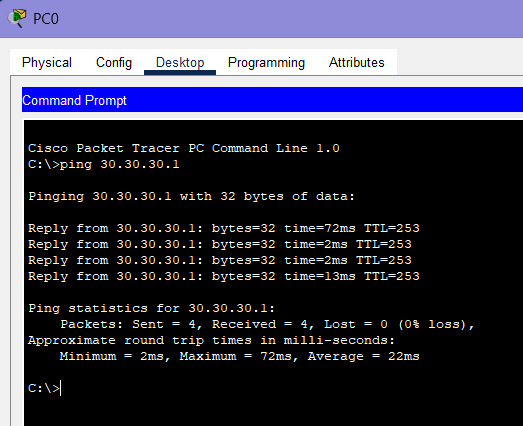 PC0
Physical Config Desktop Programming Attributes
Command Prompt
Cisco Packet Tracer PC Command Line 1.0
C:\>ping 30.30.30.1
Pinging 30.30.30.1 with 32 bytes of data:
Reply from 30.30.30.1: bytes=32 time=72ms TTL=253
Reply from 30.30.30.1: bytes=32 time=2ms TTL=253
Reply from 30.30.30.1: bytes=32 time=2ms TTL=253
Reply from 30.30.30.1: bytes=32 time=13ms TTL=253
Ping statistics for 30.30.30.1:
Packets: Sent = 4, Received = 4, Lost = 0 (0% loss),
Approximate round trip times in milli-seconds:
Minimum = 2ms, Maximum = 72ms, Average = 22ms
C:\>